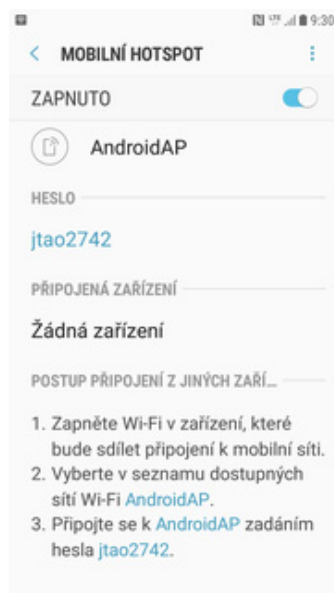 LTE 9:30
MOBILNÍ HOTSPOT
ZAPNUTO
AndroidAP
HESLO
jtao2742
PŘIPOJENÁ ZAŘÍZENÍ
Žádná zařízení
POSTUP PŘIPOJENÍ Z JINÝCH ZAŘÍ...
1. Zapněte Wi-Fi v zařízení, které
bude sdílet připojení k mobilní síti.
2. Vyberte v seznamu dostupných
sítí Wi-Fi AndroidAP.
3. Připojte se k AndroidAP zadáním
hesla jtao2742.